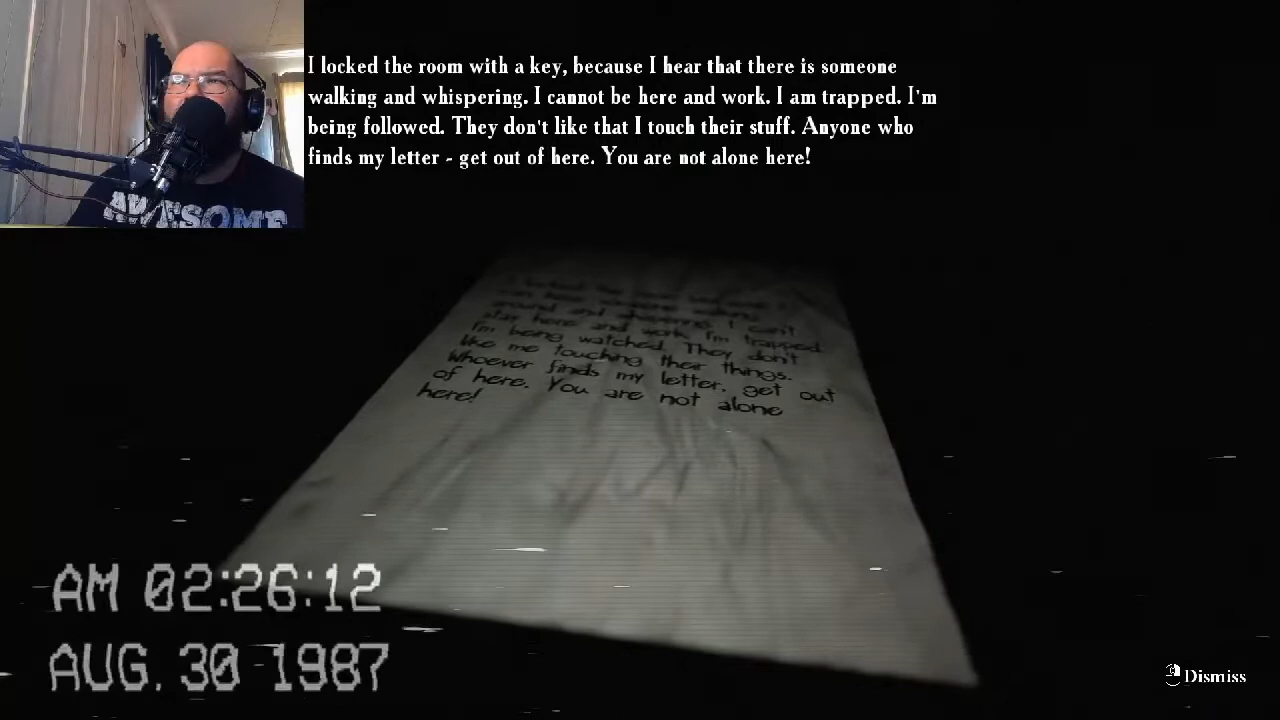 I locked the room with a key, because I hear that there is someone
walking and whispering. I cannot be here and work. I am trapped. I'm
being followed. They don't like that I touch their stuff. Anyone who
finds my letter - get out of here. You are not alone here!
AWESOME
around and whispering. I can't
stay here and work. I'm trapped.
I'm being watched. They don't
like me touching their things.
Whoever finds my letter, get out
of here. You are not alone
here!
AM 02:26:12
AUG. 30 1987
Dismiss